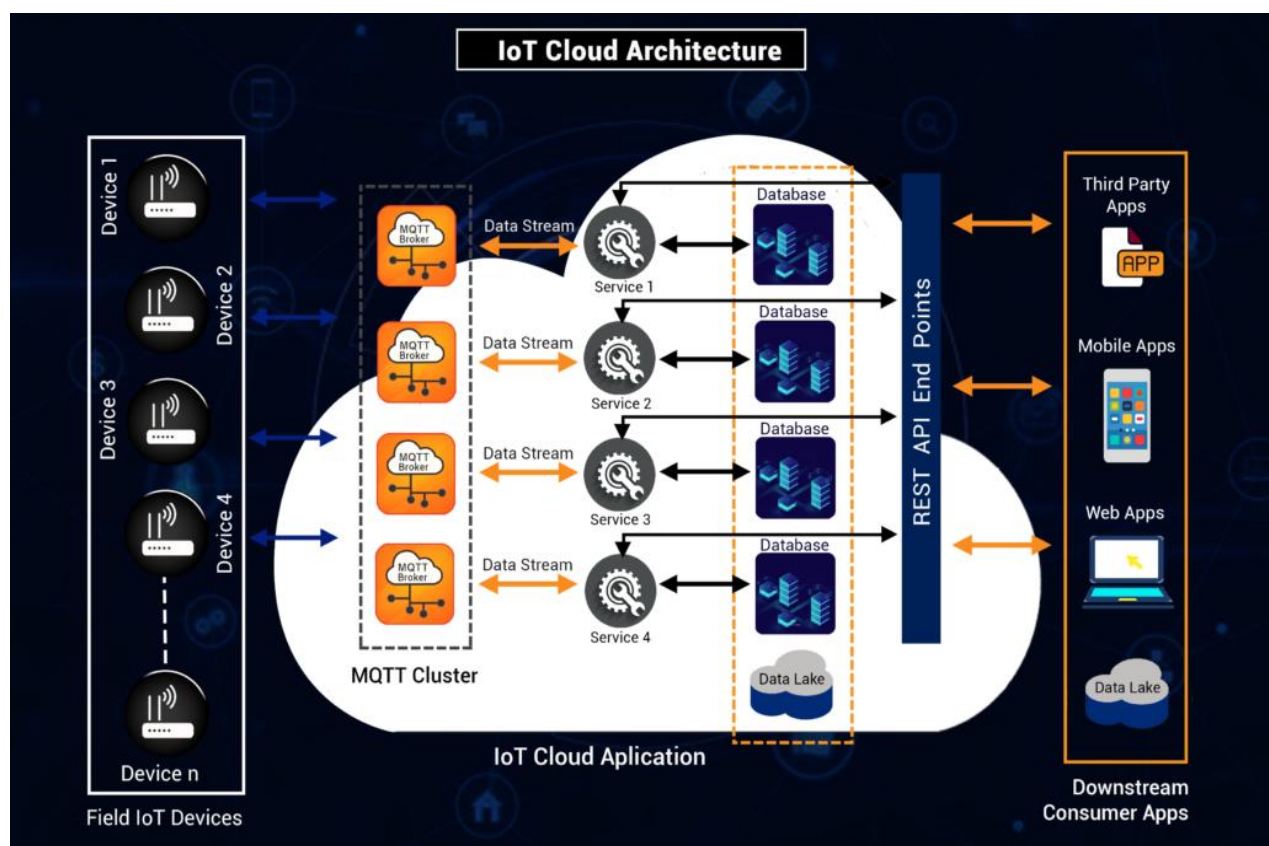 IoT Cloud Architecture
Device 1
Device 2
Device 3
Device 4
Device n
Field IoT Devices
MQTT
Broker
MQTT
Broker
MQTT
Broker
MQTT
Broker
MQTT Cluster
Data Stream
Data Stream
Data Stream
Data Stream
Service 1
Service 2
Service 3
Service 4
Database
Database
Database
Database
Data Lake
IoT Cloud Aplication
REST API End Points
Third Party
Apps
APP
Mobile Apps
Web Apps
Data Lake
Downstream
Consumer Apps